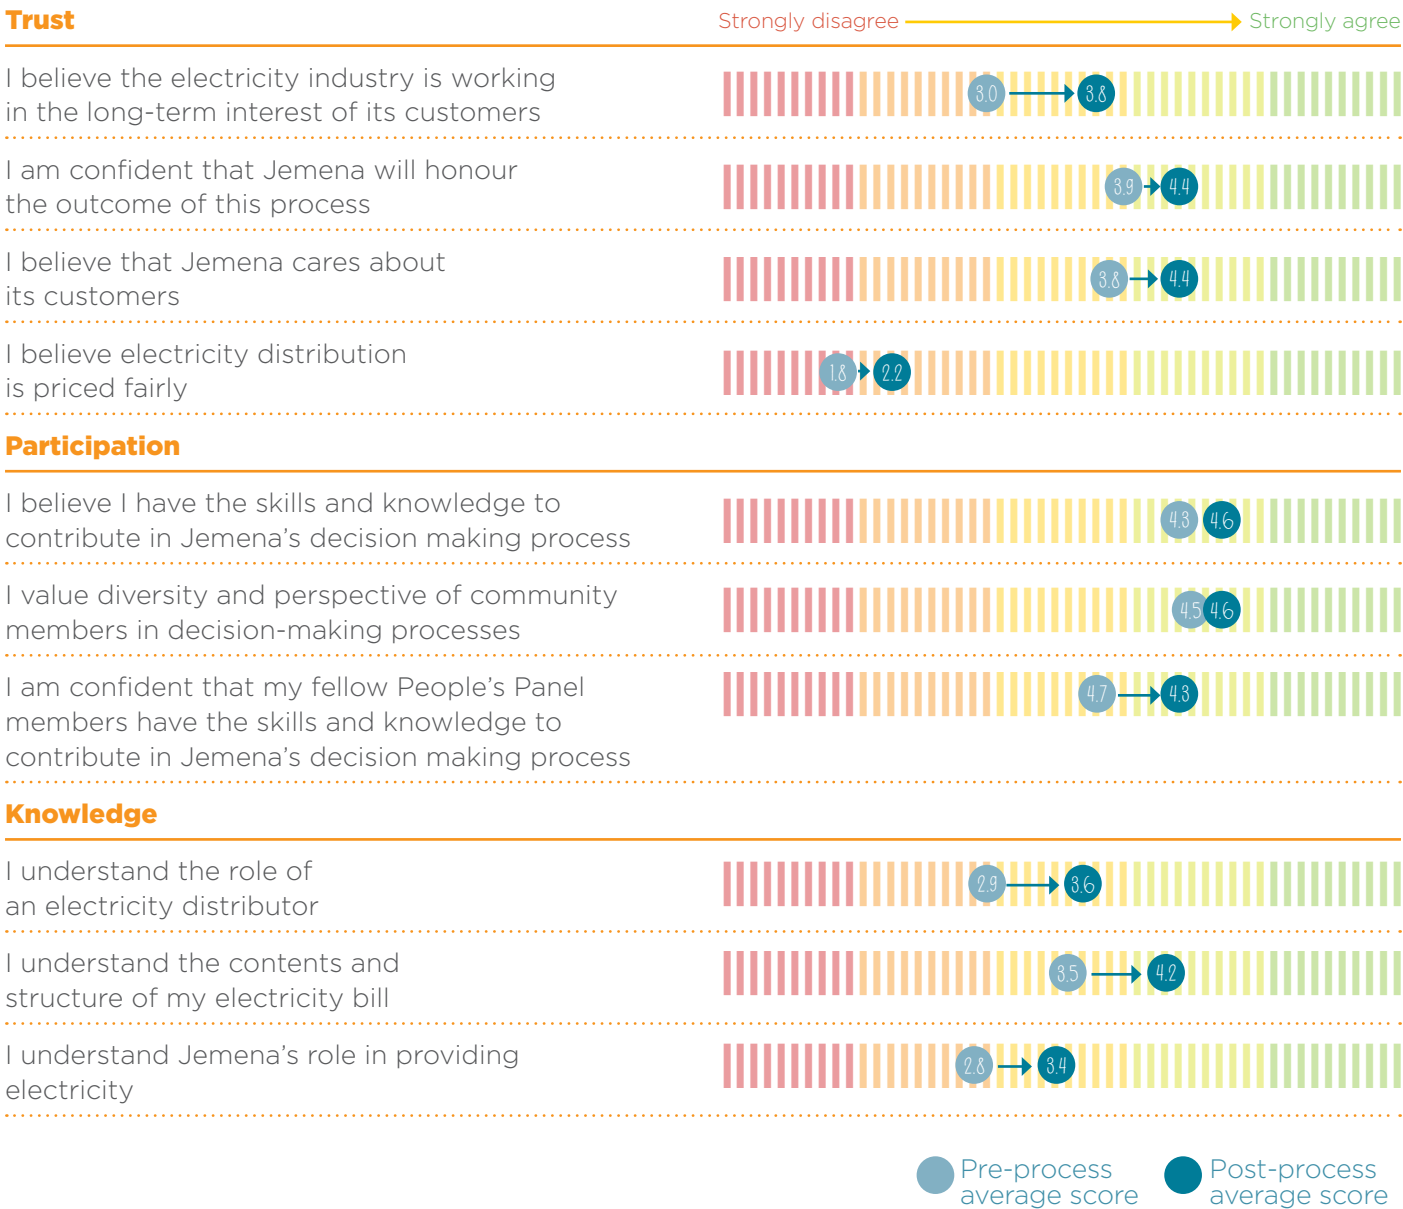 Trust
Strongly disagree
Strongly agree
I believe the electricity industry is working
in the long-term interest of its customers
3.0
3.8
I am confident that Jemena will honour
the outcome of this process
3.9
4.4
I believe that Jemena cares about
its customers
3.8
4.4
I believe electricity distribution
is priced fairly
1.8
2.2
Participation
I believe I have the skills and knowledge to
contribute in Jemena’s decision making process
4.3
4.6
I value diversity and perspective of community
members in decision-making processes
4.5
4.6
I am confident that my fellow People’s Panel
members have the skills and knowledge to
contribute in Jemena’s decision making process
4.7
4.3
Knowledge
I understand the role of
an electricity distributor
2.9
3.6
I understand the contents and
structure of my electricity bill
3.5
4.2
I understand Jemena’s role in providing
electricity
2.8
3.4
Pre-process
average score
Post-process
average score